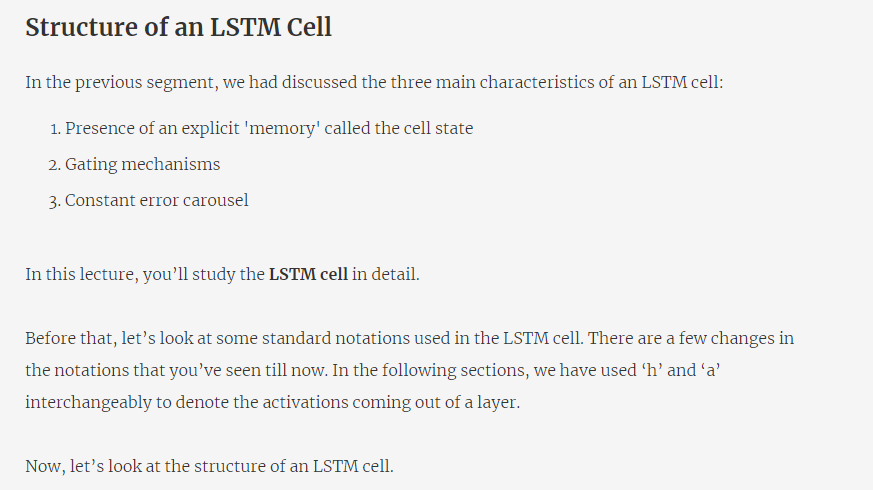 Structure of an LSTM Cell
In the previous segment, we had discussed the three main characteristics of an LSTM cell:
1. Presence of an explicit 'memory' called the cell state
2. Gating mechanisms
3. Constant error carousel
In this lecture, you’ll study the LSTM cell in detail.
Before that, let’s look at some standard notations used in the LSTM cell. There are a few changes in
the notations that you’ve seen till now. In the following sections, we have used ‘h’ and ‘a’
interchangeably to denote the activations coming out of a layer.
Now, let’s look at the structure of an LSTM cell.